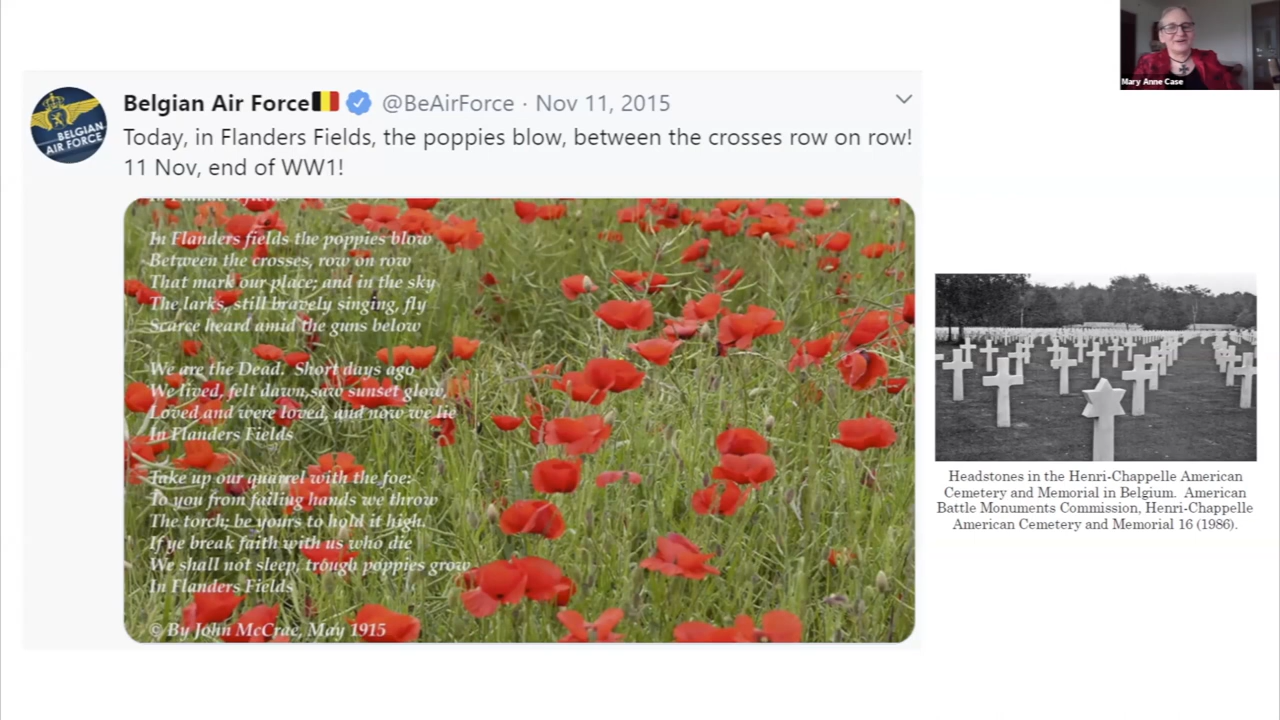 Mary Anne Case
BELGIAN
AIR FORCE
Belgian Air Force @BeAirForce · Nov 11, 2015
Today, in Flanders Fields, the poppies blow, between the crosses row on row!
11 Nov, end of WW1!
In Flanders fields
In Flanders fields the poppies blow
Between the crosses, row on row
That mark our place; and in the sky
The larks, still bravely singing, fly
Scarce heard amid the guns below
We are the Dead. Short days ago
We lived, felt dawn,saw sunset glow,
Loved and were loved, and now we lie
In Flanders Fields
Take up our quarrel with the foe:
To you from failing hands we throw
The torch; be yours to hold it high.
If ye break faith with us who die
We shall not sleep, trough poppies grow
In Flanders Fields
© By John McCrae, May 1915
Headstones in the Henri-Chappelle American
Cemetery and Memorial in Belgium. American
Battle Monuments Commission, Henri-Chappelle
American Cemetery and Memorial 16 (1986).